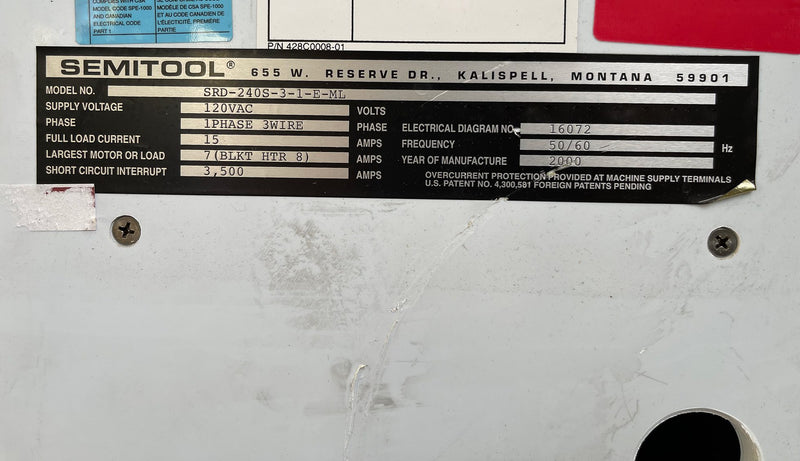 COMPLIES WITH CSA
MODEL CODE SPE-1000
AND CANADIAN
ELECTRICAL CODE
PART 1
MODÈLE DE CSA SPE-1000
ET AU CODE CANADIEN DE
L'ÉLECTRICITÉ, PREMIÈRE
PARTIE
P/N 428C0008-01
SEMITOOL® 655 W. RESERVE DR., KALISPELL, MONTANA 59901
MODEL NO. SRD-240S-3-1-E-ML
SUPPLY VOLTAGE 120VAC VOLTS
PHASE 1PHASE 3WIRE PHASE ELECTRICAL DIAGRAM NO. 16072
FULL LOAD CURRENT 15 AMPS FREQUENCY 50/60 Hz
LARGEST MOTOR OR LOAD 7(BLKT HTR 8) AMPS YEAR OF MANUFACTURE 2000
SHORT CIRCUIT INTERRUPT 3,500 AMPS
OVERCURRENT PROTECTION PROVIDED AT MACHINE SUPPLY TERMINALS
U.S. PATENT NO. 4,300,581 FOREIGN PATENTS PENDING